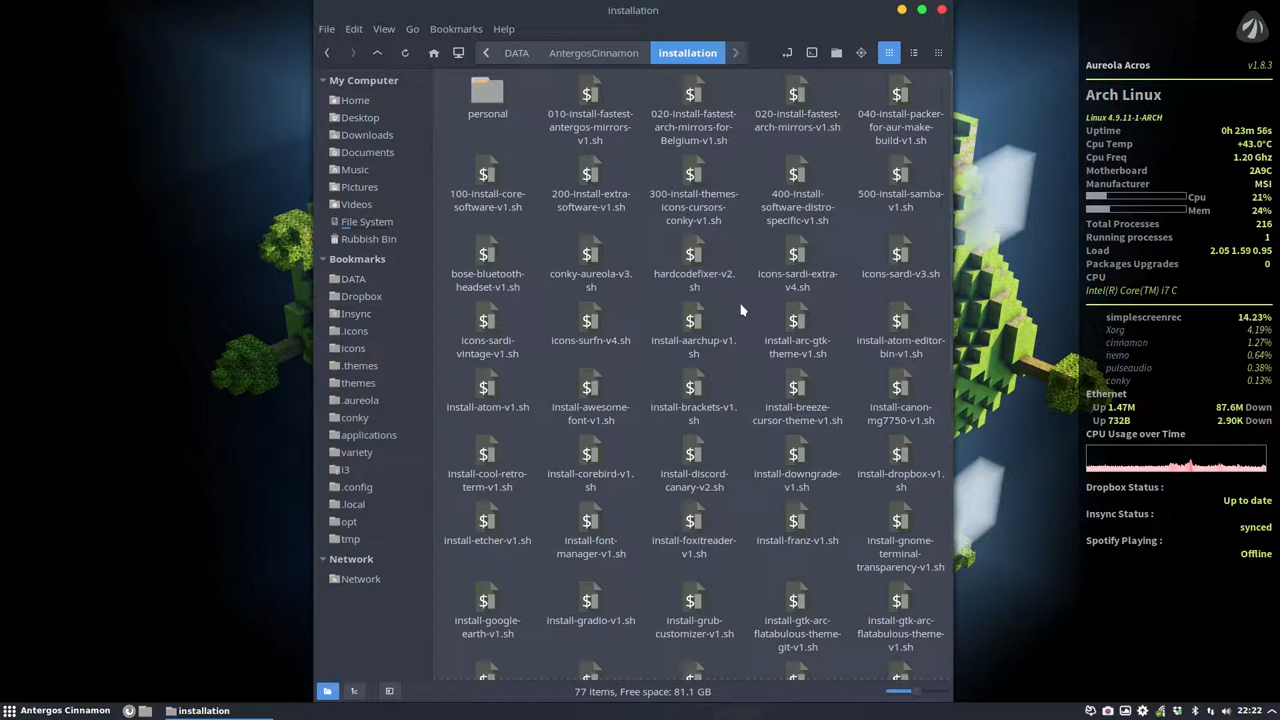 installation
File Edit View Go Bookmarks Help
DATA AntergosCinnamon installation
My Computer
Home
Desktop
Downloads
Documents
Music
Pictures
Videos
File System
Rubbish Bin
Bookmarks
DATA
Dropbox
Insync
.icons
icons
.themes
themes
.aureola
conky
applications
variety
i3
.config
.local
opt
tmp
Network
Network
personal
010-install-fastest-
antergos-mirrors-
v1.sh
020-install-fastest-
arch-mirrors-for-
Belgium-v1.sh
020-install-fastest-
arch-mirrors-v1.sh
040-install-packer-
for-aur-make-
build-v1.sh
100-install-core-
software-v1.sh
200-install-extra-
software-v1.sh
300-install-themes-
icons-cursors-
conky-v1.sh
400-install-
software-distro-
specific-v1.sh
500-install-samba-
v1.sh
bose-bluetooth-
headset-v1.sh
conky-aureola-v3.
sh
hardcodefixer-v2.
sh
icons-sardi-extra-
v4.sh
icons-sardi-v3.sh
icons-sardi-
vintage-v1.sh
icons-surfn-v4.sh
install-aarchup-v1.
sh
install-arc-gtk-
theme-v1.sh
install-atom-editor-
bin-v1.sh
install-atom-v1.sh
install-awesome-
font-v1.sh
install-brackets-v1.
sh
install-breeze-
cursor-theme-v1.sh
install-canon-
mg7750-v1.sh
install-cool-retro-
term-v1.sh
install-corebird-v1.
sh
install-discord-
canary-v2.sh
install-downgrade-
v1.sh
install-dropbox-v1.
sh
install-etcher-v1.sh
install-font-
manager-v1.sh
install-foxitreader-
v1.sh
install-franz-v1.sh
install-gnome-
terminal-
transparency-v1.sh
install-google-
earth-v1.sh
install-gradio-v1.sh
install-grub-
customizer-v1.sh
install-gtk-arc-
flatabulous-theme-
git-v1.sh
install-gtk-arc-
flatabulous-theme-
v1.sh
77 items, Free space: 81.1 GB
Aureola Acros v1.8.3
Arch Linux
Linux 4.9.11-1-ARCH
Uptime 0h 23m 56s
Cpu Temp +43.0°C
Cpu Freq 1.20 Ghz
Motherboard 2A9C
Manufacturer MSI
Cpu 21%
Mem 24%
Total Processes 216
Running processes 1
Load 2.05 1.59 0.95
Packages Upgrades 0
CPU
Intel(R) Core(TM) i7 C
simplescreenrec 14.23%
Xorg 4.19%
cinnamon 1.27%
nemo 0.64%
pulseaudio 0.38%
conky 0.13%
Ethernet
Up 1.47M 87.6M Down
Up 732B 2.90K Down
CPU Usage over Time
Dropbox Status :
Up to date
Insync Status :
synced
Spotify Playing :
Offline
Antergos Cinnamon installation 22:22